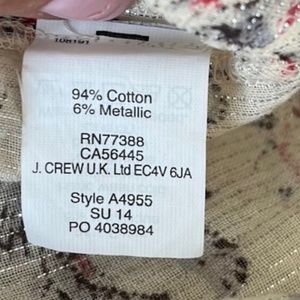 94% Cotton
6% Metallic
RN77388
CA56445
J. CREW U.K. Ltd EC4V 6JA
Style A4955
SU 14
PO 4038984